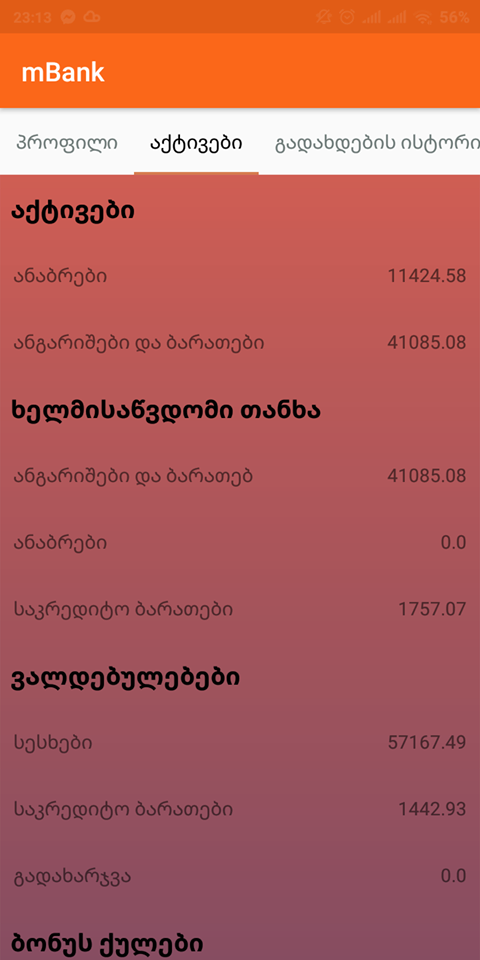 23:13 56%
mBank
პროფილი აქტივები გადახდების ისტორი
აქტივები
ანაბრები 11424.58
ანგარიშები და ბარათები 41085.08
ხელმისაწვდომი თანხა
ანგარიშები და ბარათებ 41085.08
ანაბრები 0.0
საკრედიტო ბარათები 1757.07
ვალდებულებები
სესხები 57167.49
საკრედიტო ბარათები 1442.93
გადახარჯვა 0.0
ბონუს ქულები